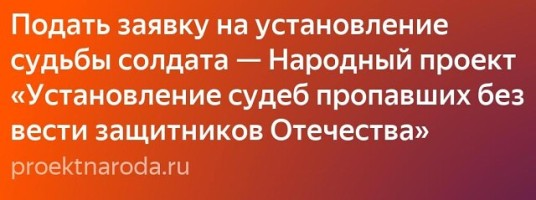 Подать заявку на установление
судьбы солдата — Народный проект
«Установление судеб пропавших без
вести защитников Отечества»
proektnaroda.ru